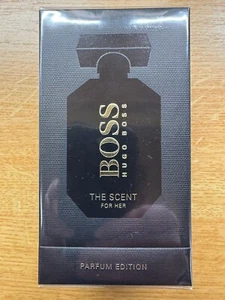 BOSS
HUGO BOSS
THE SCENT
FOR HER
PARFUM EDITION